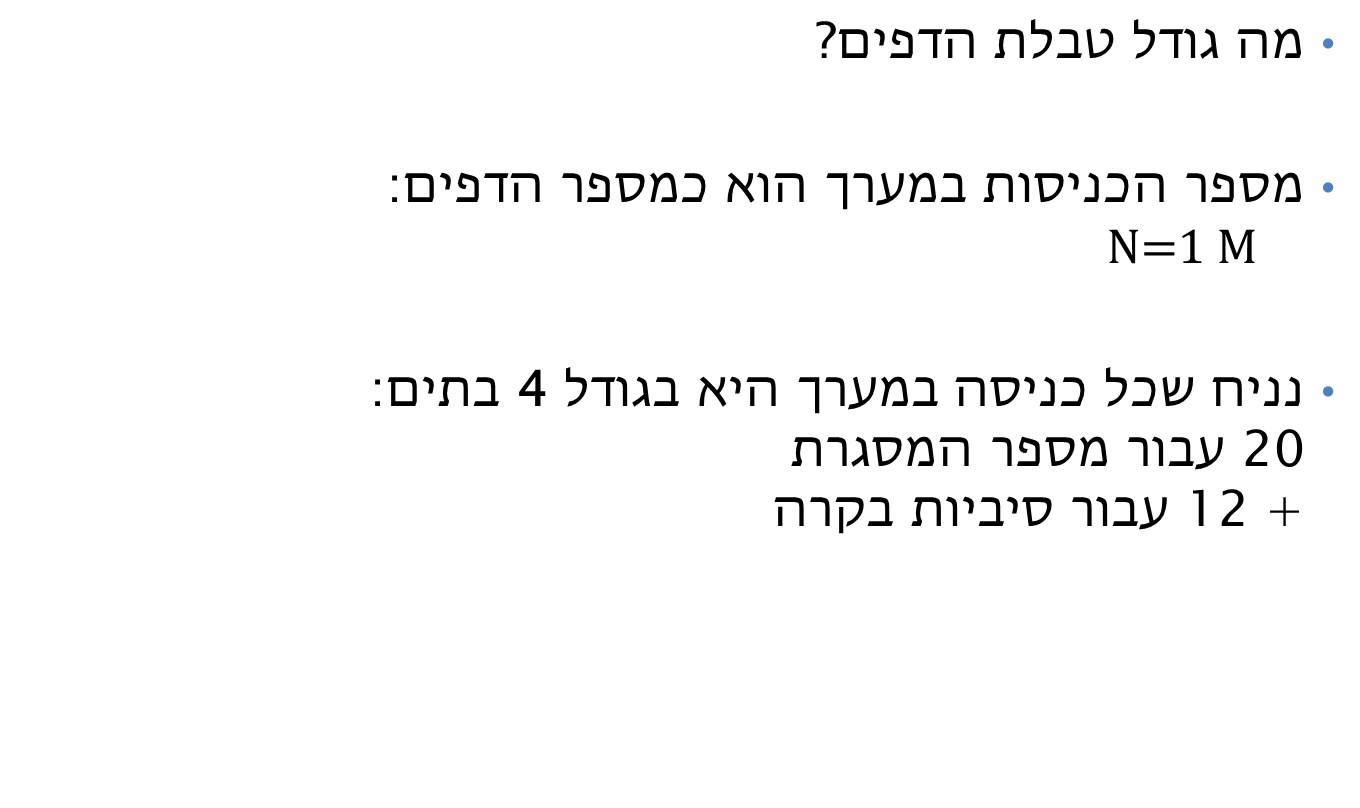 • מה גודל טבלת הדפים?
• מספר הכניסות במערך הוא כמספר הדפים:
N=1 M
• נניח שכל כניסה במערך היא בגודל 4 בתים:
20 עבור מספר המסגרת
+ 12 עבור סיביות בקרה